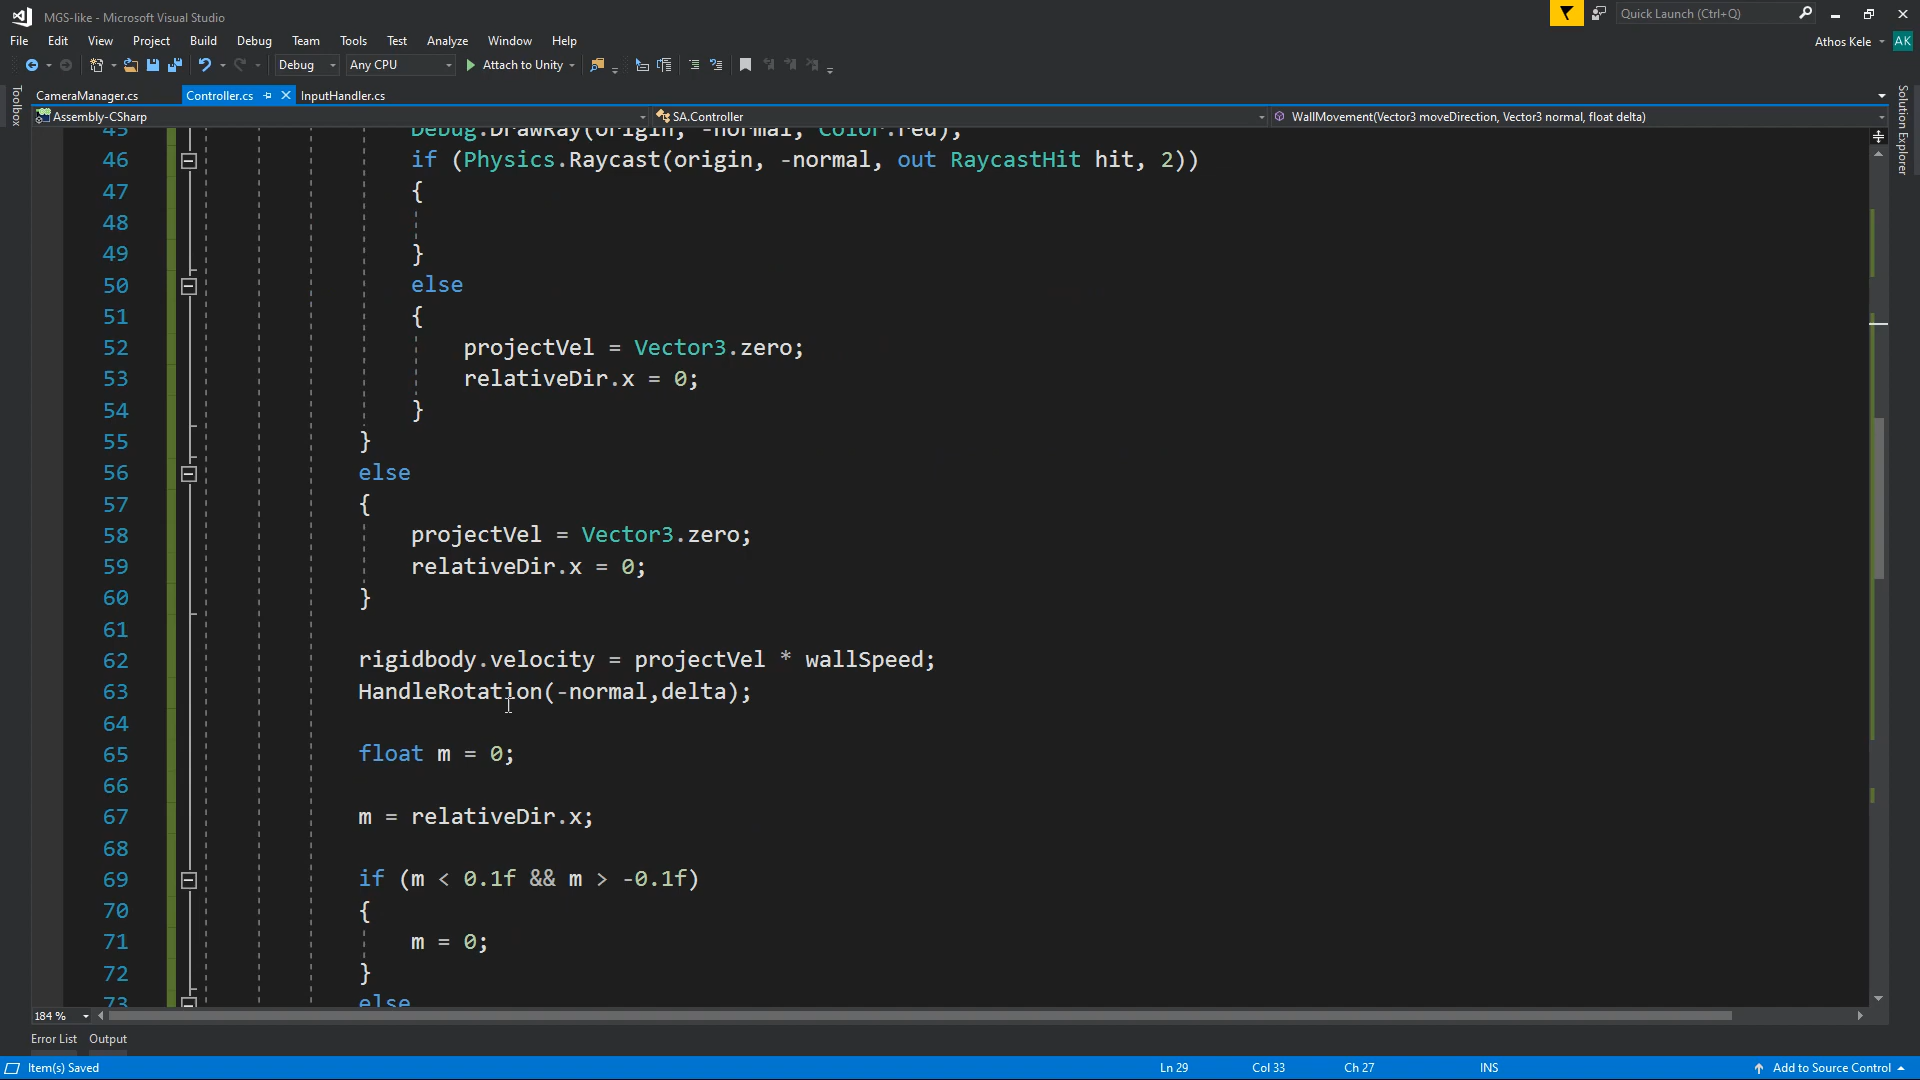 MGS-like - Microsoft Visual Studio
Quick Launch (Ctrl+Q)
File Edit View Project Build Debug Team Tools Test Analyze Window Help
Athos Kele AK
Debug Any CPU Attach to Unity
CameraManager.cs Controller.cs InputHandler.cs
Assembly-CSharp SA.Controller WallMovement(Vector3 moveDirection, Vector3 normal, float delta)
Toolbox
Solution Explorer
45 Debug.DrawRay(origin, -normal, Color.red);
46 if (Physics.Raycast(origin, -normal, out RaycastHit hit, 2))
47 {
48
49 }
50 else
51 {
52 projectVel = Vector3.zero;
53 relativeDir.x = 0;
54 }
55 }
56 else
57 {
58 projectVel = Vector3.zero;
59 relativeDir.x = 0;
60 }
61
62 rigidbody.velocity = projectVel * wallSpeed;
63 HandleRotation(-normal,delta);
64
65 float m = 0;
66
67 m = relativeDir.x;
68
69 if (m < 0.1f && m > -0.1f)
70 {
71 m = 0;
72 }
73 else
184 %
Error List Output
Item(s) Saved Ln 29 Col 33 Ch 27 INS Add to Source Control